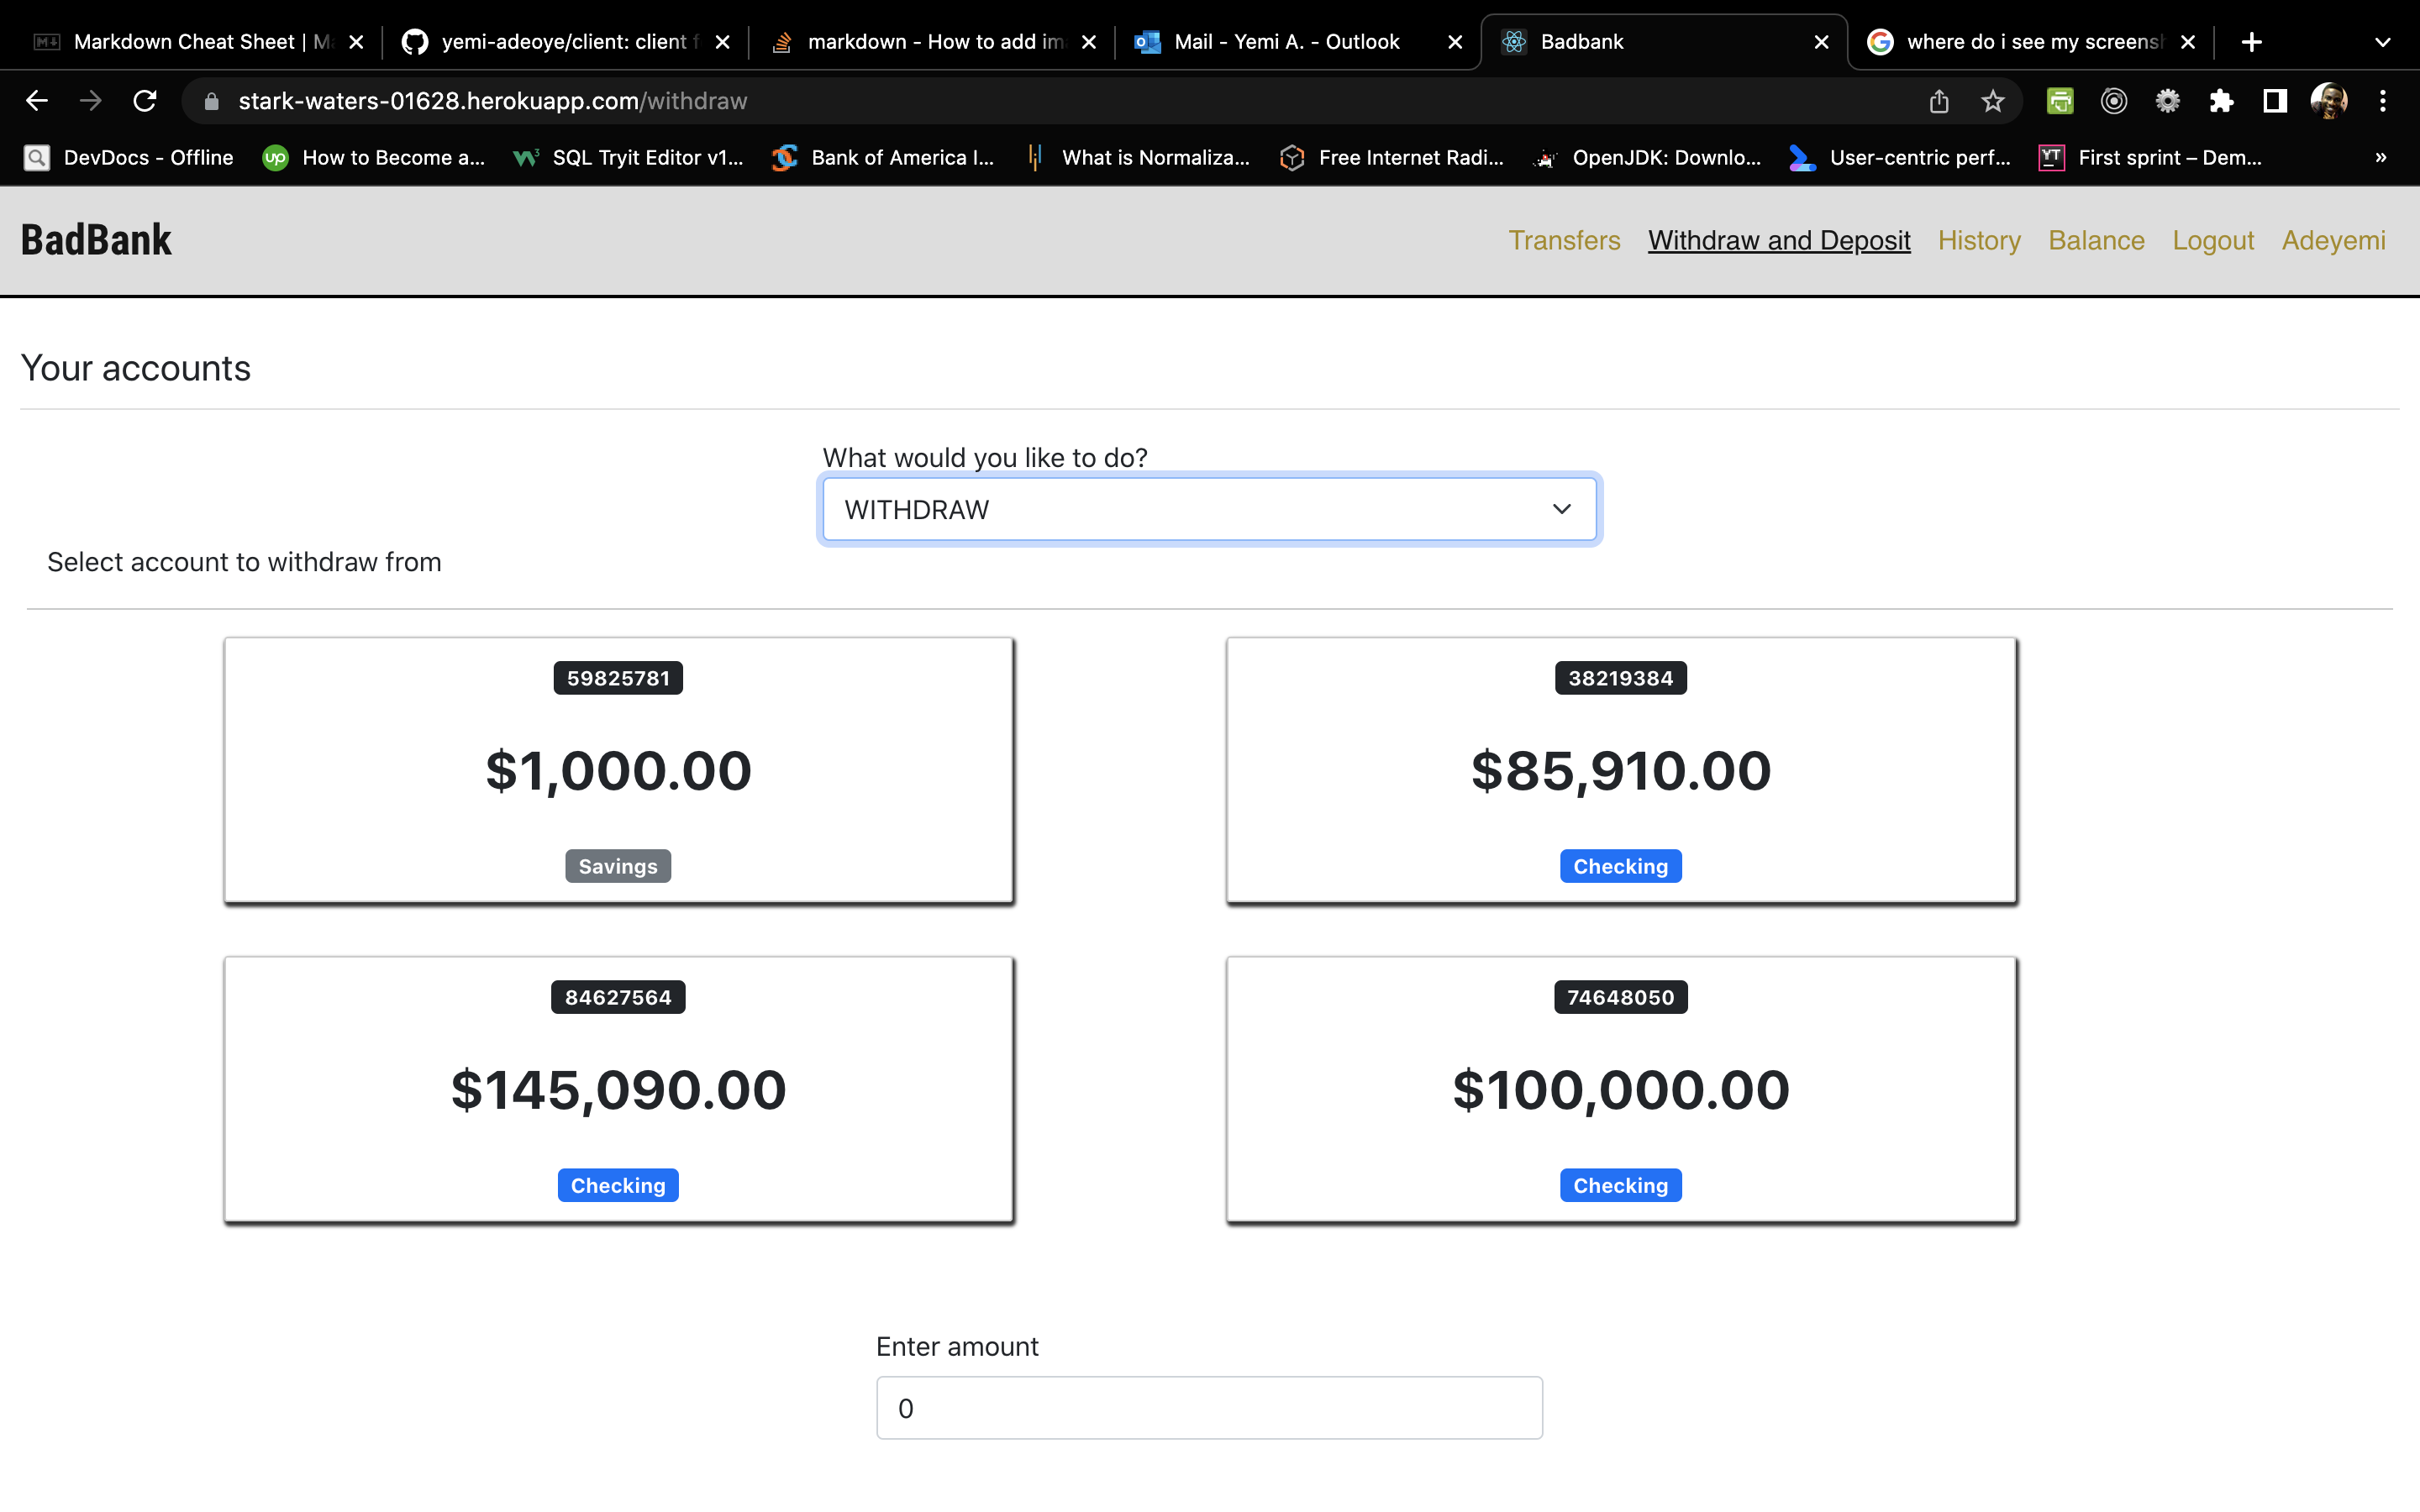 Markdown Cheat Sheet | Ma
yemi-adeoye/client: client f
markdown - How to add im
Mail - Yemi A. - Outlook
Badbank
where do i see my screensh
stark-waters-01628.herokuapp.com/withdraw
DevDocs - Offline
up How to Become a...
SQL Tryit Editor v1...
Bank of America I...
What is Normaliza...
Free Internet Radi...
OpenJDK: Downlo...
User-centric perf...
YT First sprint – Dem...
»
BadBank
Transfers Withdraw and Deposit History Balance Logout Adeyemi
Your accounts
What would you like to do?
WITHDRAW
Select account to withdraw from
59825781
$1,000.00
Savings
38219384
$85,910.00
Checking
84627564
$145,090.00
Checking
74648050
$100,000.00
Checking
Enter amount
0